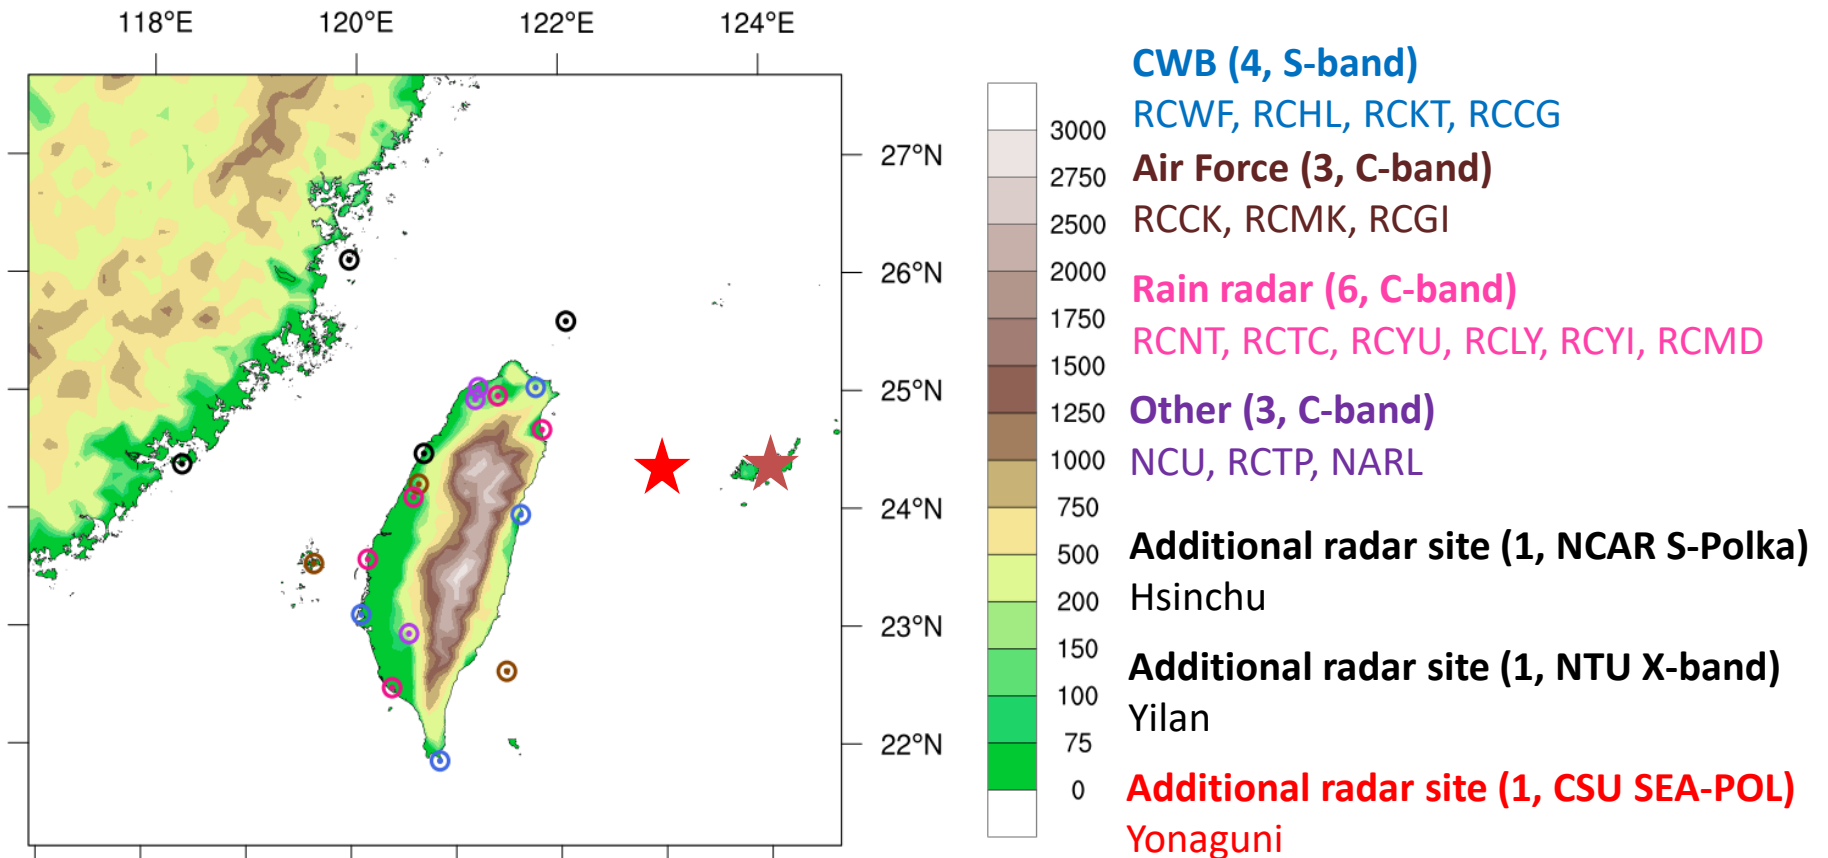 118°E 120°E 122°E 124°E
27°N
26°N
25°N
24°N
23°N
22°N
3000
2750
2500
2000
1750
1500
1250
1000
750
500
200
150
100
75
0
CWB (4, S-band)
RCWF, RCHL, RCKT, RCCG
Air Force (3, C-band)
RCCK, RCMK, RCGI
Rain radar (6, C-band)
RCNT, RCTC, RCYU, RCLY, RCYI, RCMD
Other (3, C-band)
NCU, RCTP, NARL
Additional radar site (1, NCAR S-Polka)
Hsinchu
Additional radar site (1, NTU X-band)
Yilan
Additional radar site (1, CSU SEA-POL)
Yonaguni